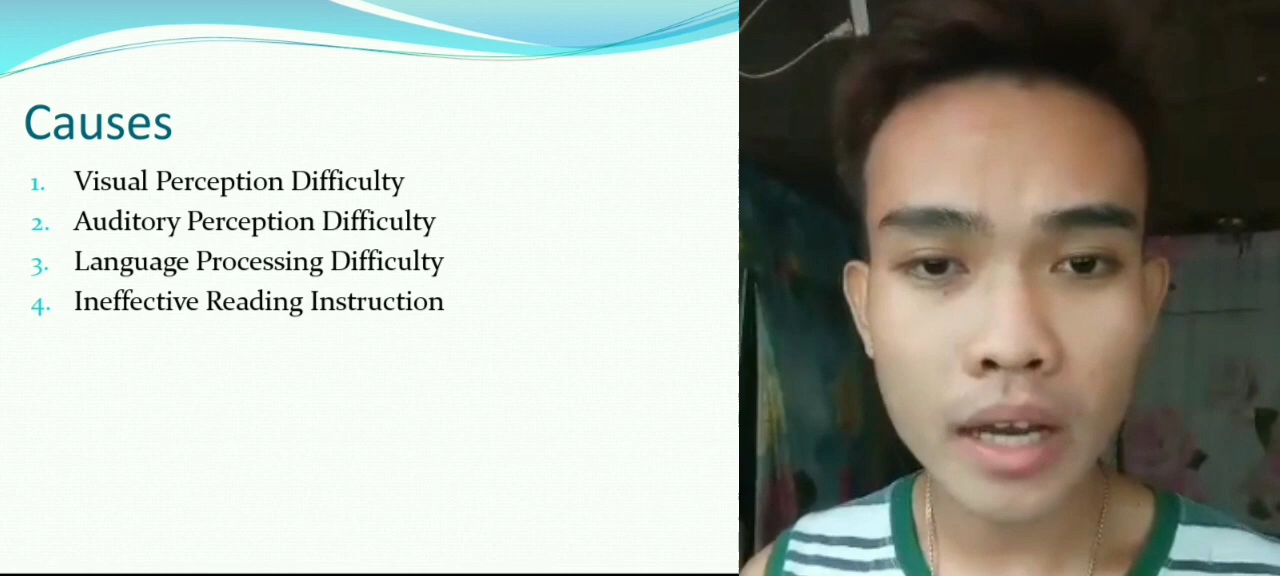 Causes
1. Visual Perception Difficulty
2. Auditory Perception Difficulty
3. Language Processing Difficulty
4. Ineffective Reading Instruction